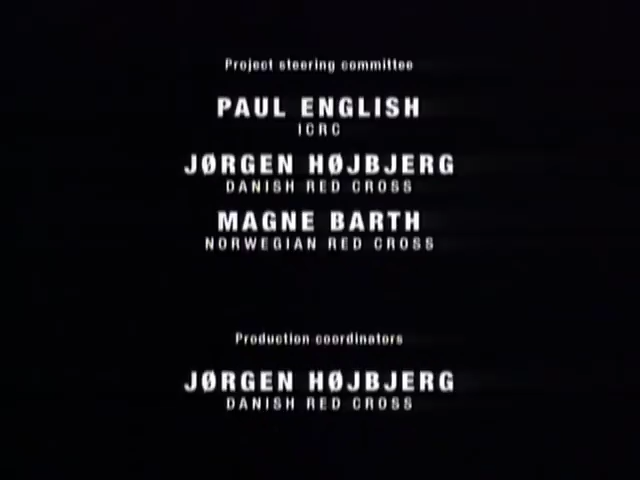 Project steering committee
PAUL ENGLISH
ICRC
JØRGEN HØJBJERG
DANISH RED CROSS
MAGNE BARTH
NORWEGIAN RED CROSS
Production coordinators
JØRGEN HØJBJERG
DANISH RED CROSS